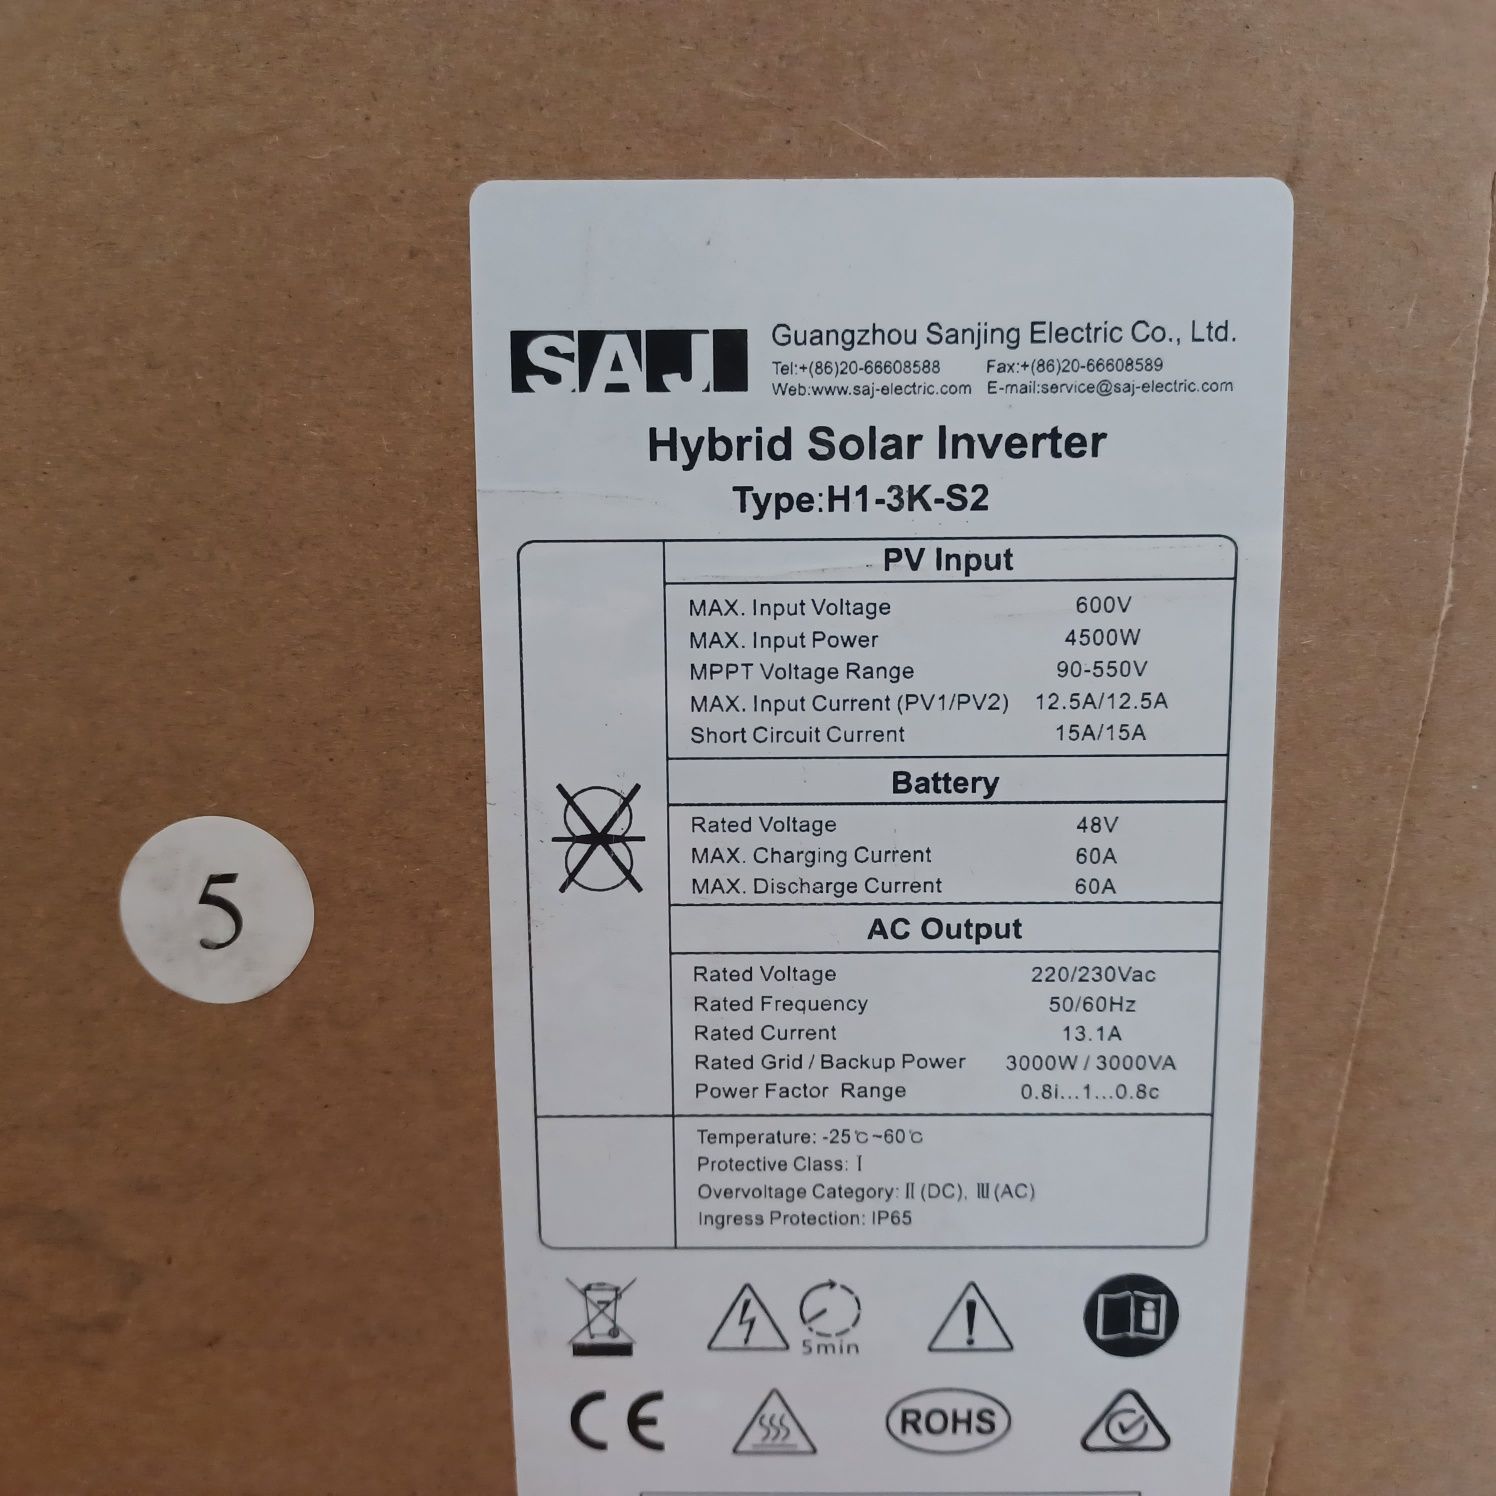 SAJ
Guangzhou Sanjing Electric Co., Ltd.
Tel:+(86)20-66608588 Fax:+(86)20-66608589
Web:www.saj-electric.com E-mail:service@saj-electric.com
Hybrid Solar Inverter
Type:H1-3K-S2
PV Input
MAX. Input Voltage 600V
MAX. Input Power 4500W
MPPT Voltage Range 90-550V
MAX. Input Current (PV1/PV2) 12.5A/12.5A
Short Circuit Current 15A/15A
Battery
Rated Voltage 48V
MAX. Charging Current 60A
MAX. Discharge Current 60A
AC Output
Rated Voltage 220/230Vac
Rated Frequency 50/60Hz
Rated Current 13.1A
Rated Grid / Backup Power 3000W / 3000VA
Power Factor Range 0.8i...1...0.8c
Temperature: -25℃~60℃
Protective Class: Ⅰ
Overvoltage Category: Ⅱ (DC), Ⅲ (AC)
Ingress Protection: IP65
5
5min
CE
ROHS